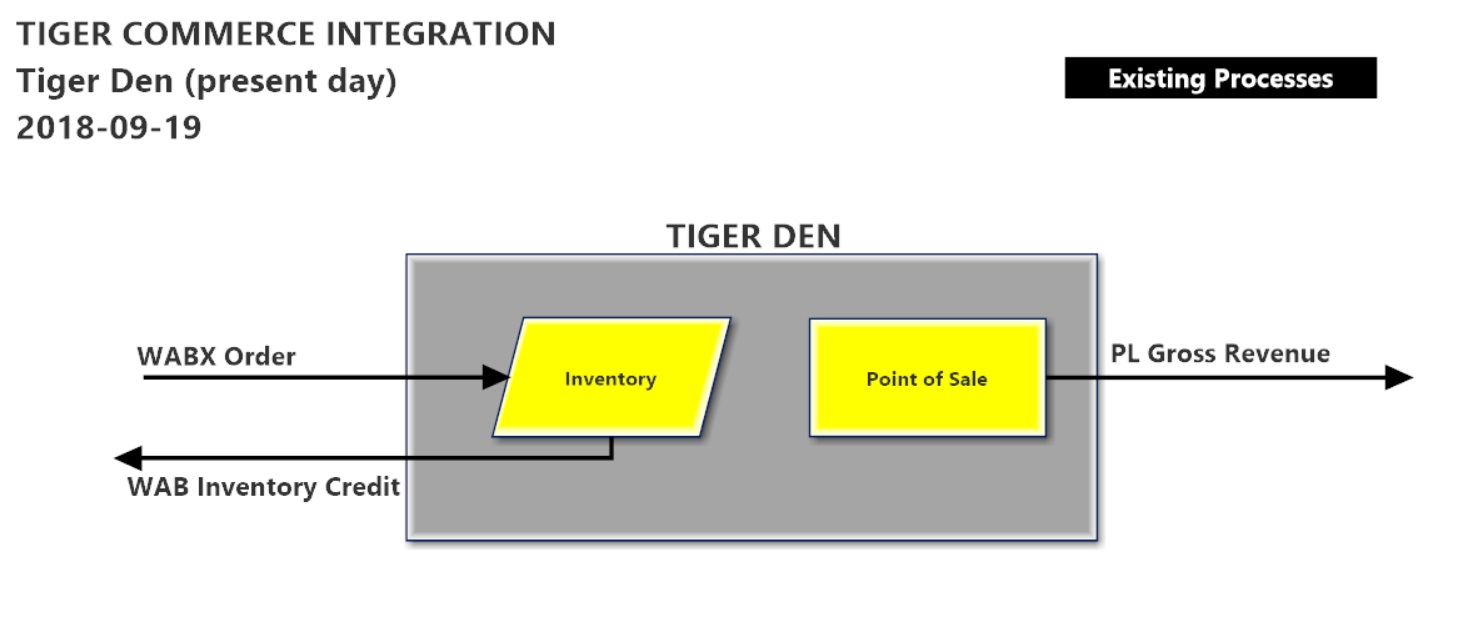 TIGER COMMERCE INTEGRATION
Tiger Den (present day)
2018-09-19
Existing Processes
TIGER DEN
WABX Order
Inventory
Point of Sale
PL Gross Revenue
WAB Inventory Credit